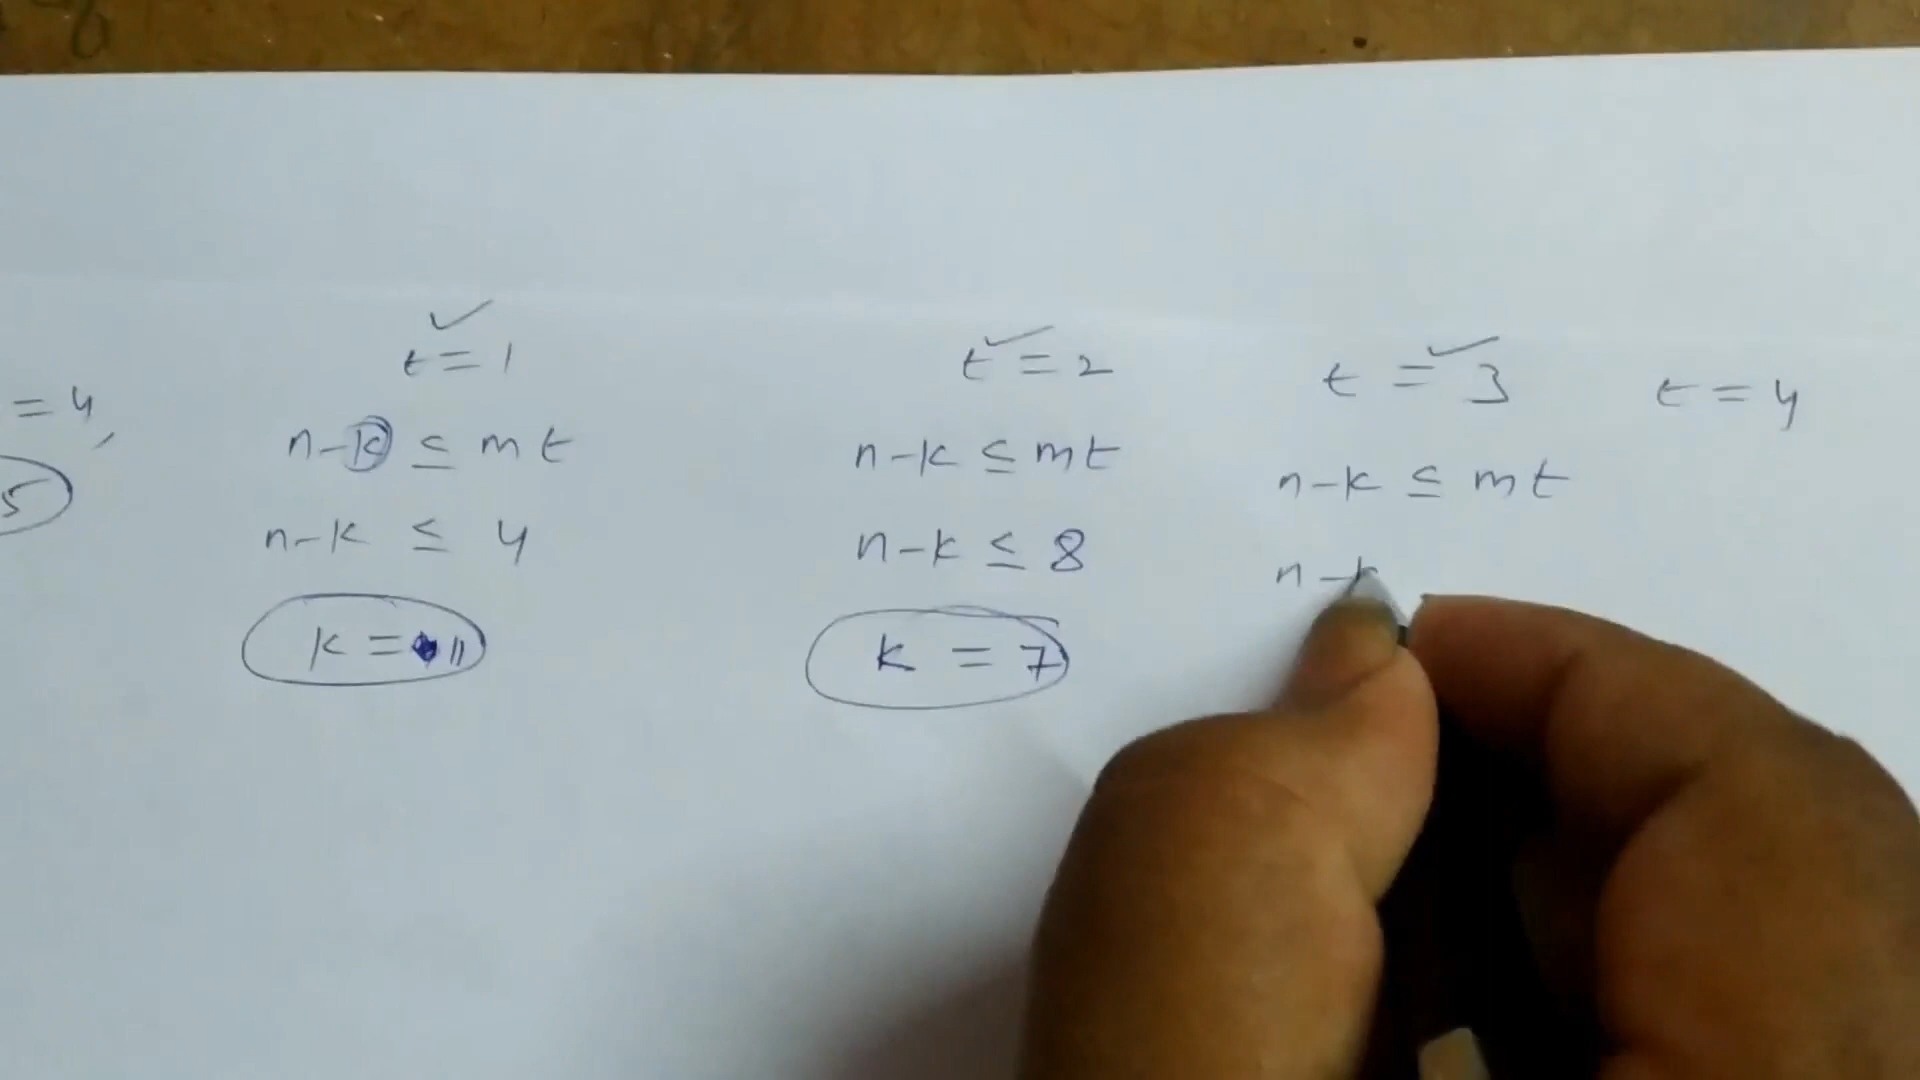 = 4,
5
t = 1
n-k ≤ mt
n-k ≤ 4
k = 11
t = 2
n-k ≤ mt
n-k ≤ 8
k = 7
t = 3
n-k ≤ mt
n-k
t = 4